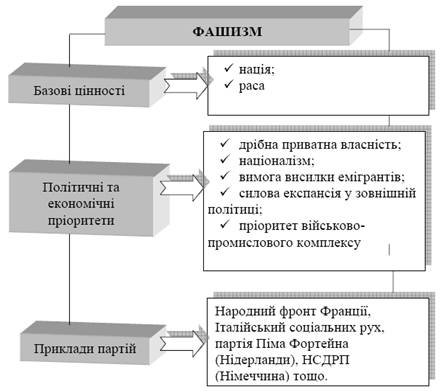 ФАШИЗМ
Базові цінності
✓ нація;
✓ раса
Політичні та
економічні
пріоритети
✓ дрібна приватна власність;
✓ націоналізм;
✓ вимога висилки емігрантів;
✓ силова експансія у зовнішній
політиці;
✓ пріоритет військово-
промислового комплексу
Приклади партій
Народний фронт Франції,
Італійський соціальних рух,
партія Піма Фортейна
(Нідерланди), НСДРП
(Німеччина) тощо.